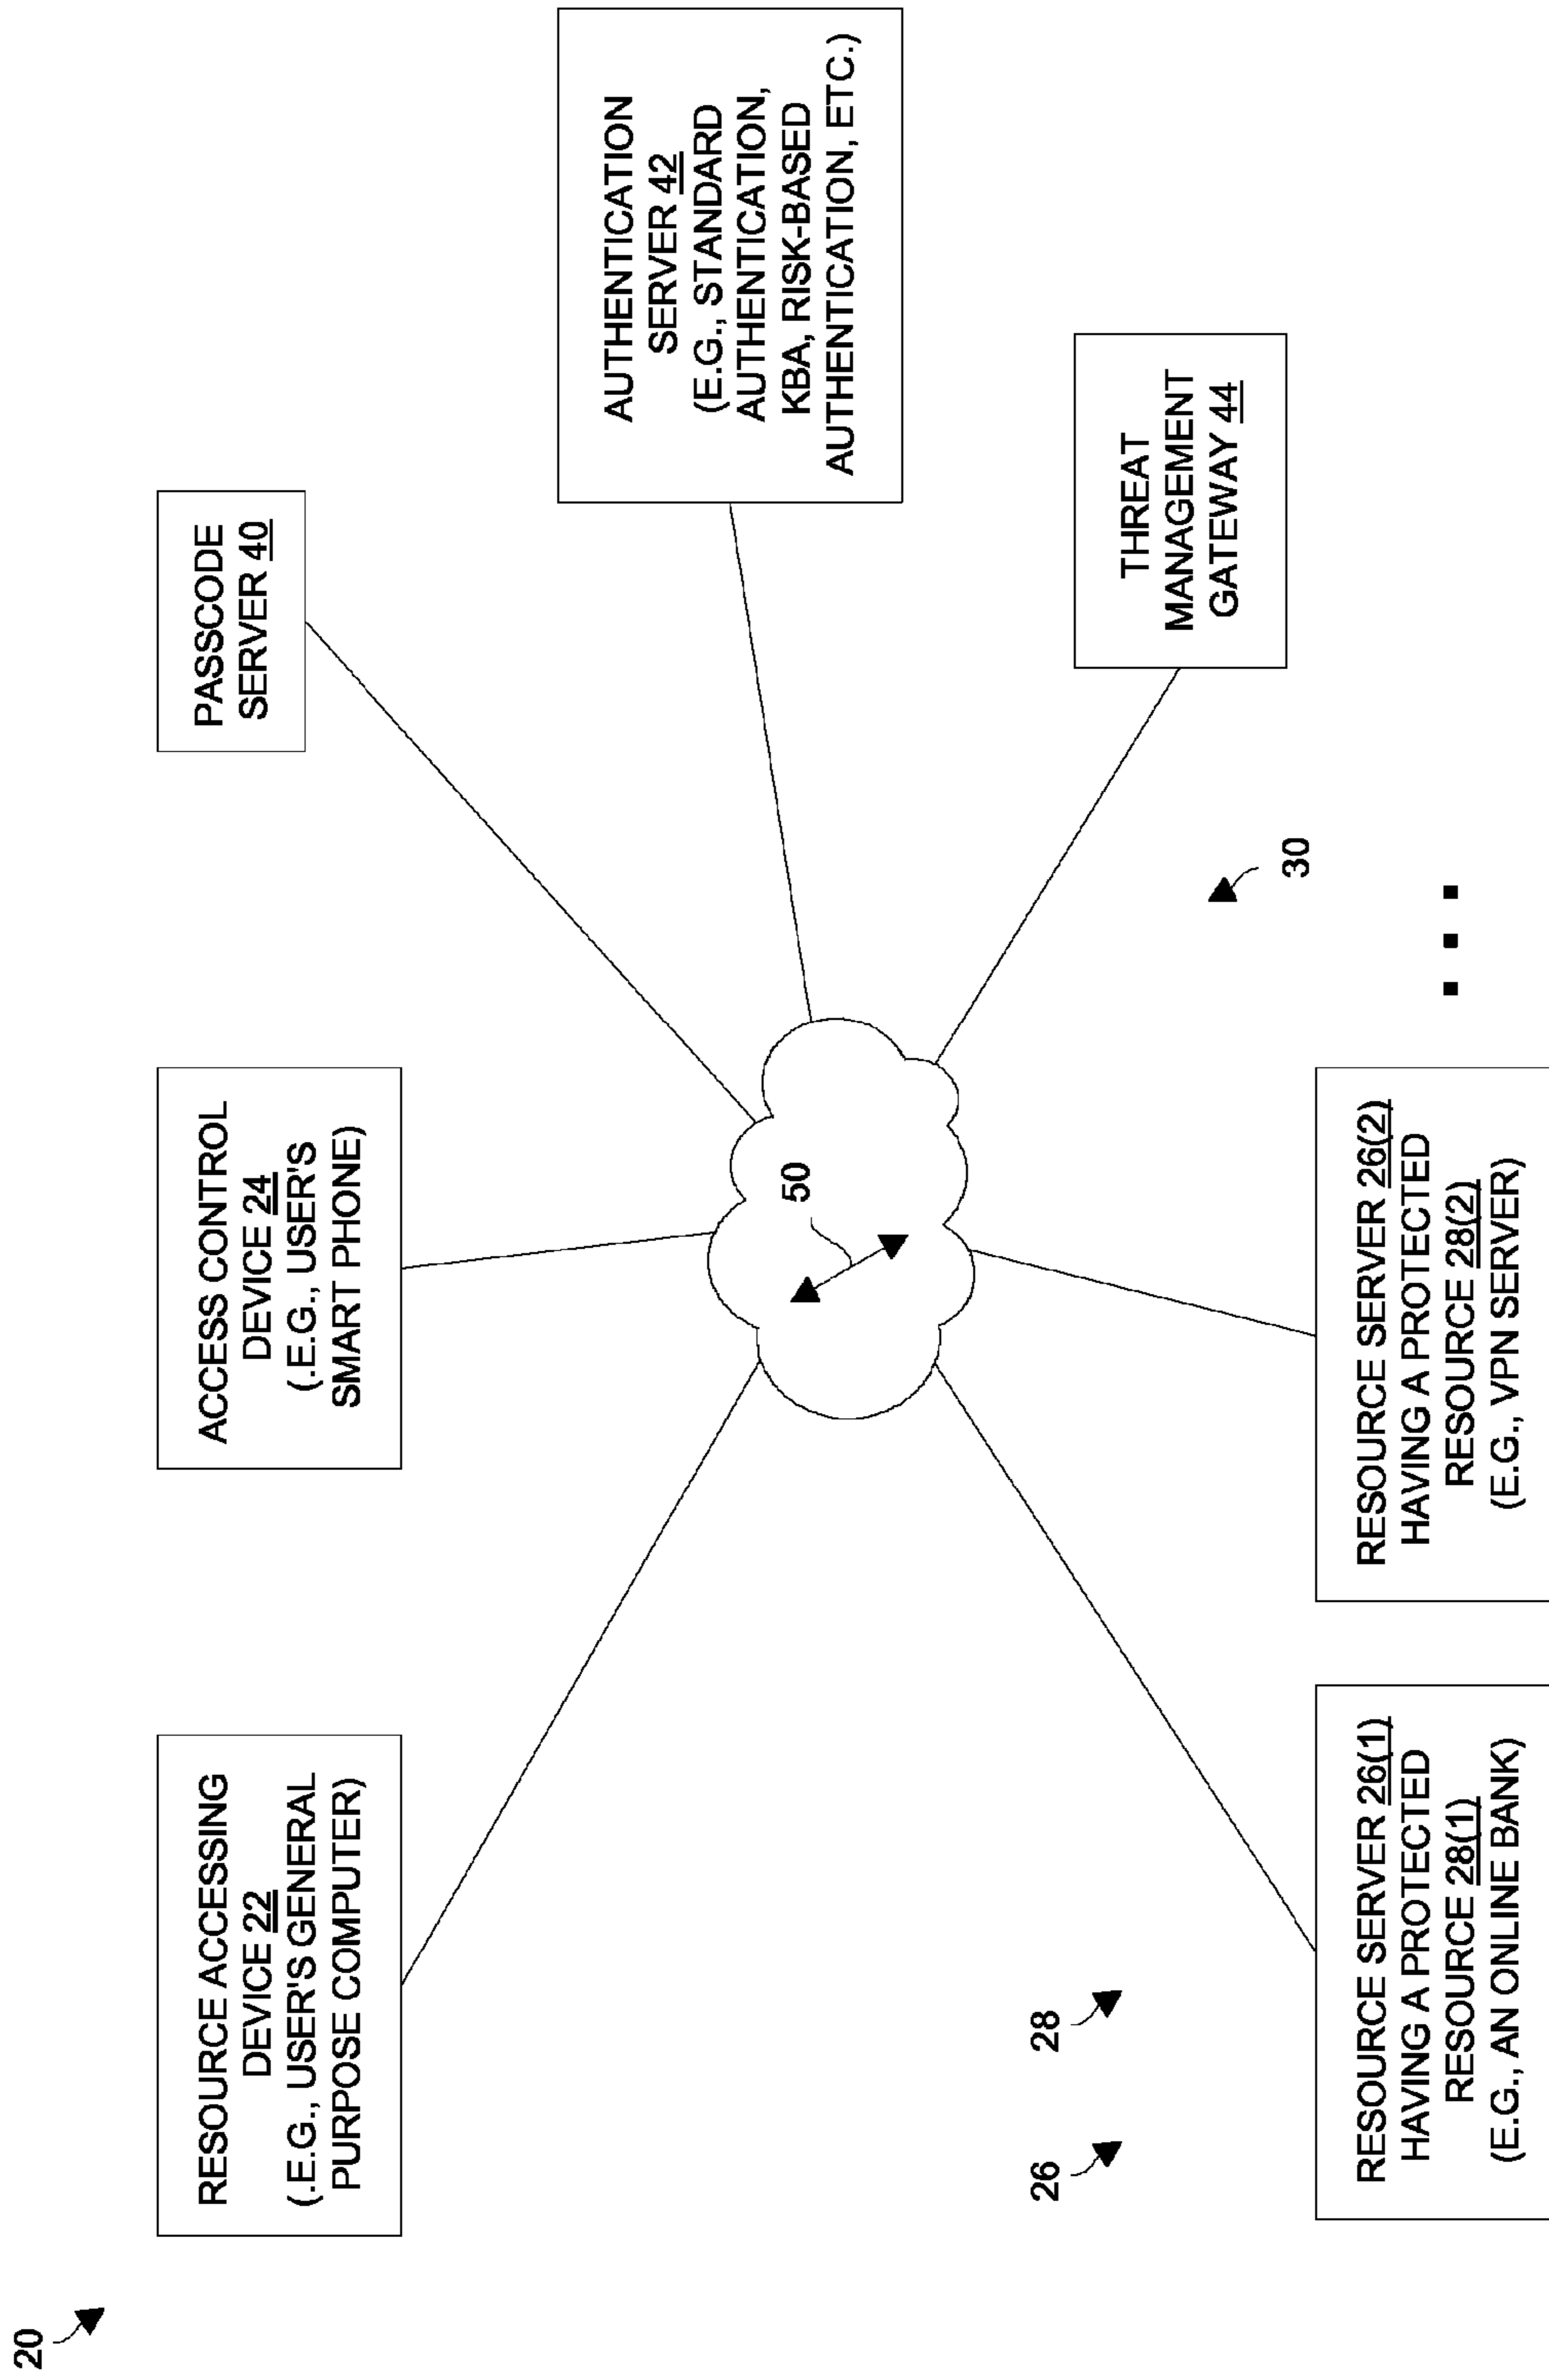 20
RESOURCE ACCESSING
DEVICE 22
(.E.G., USER'S GENERAL
PURPOSE COMPUTER)
ACCESS CONTROL
DEVICE 24
(.E.G., USER'S
SMART PHONE)
PASSCODE
SERVER 40
AUTHENTICATION
SERVER 42
(E.G., STANDARD
AUTHENTICATION,
KBA, RISK-BASED
AUTHENTICATION, ETC.)
50
26
28
THREAT
MANAGEMENT
GATEWAY 44
30
RESOURCE SERVER 26(1)
HAVING A PROTECTED
RESOURCE 28(1)
(E.G., AN ONLINE BANK)
RESOURCE SERVER 26(2)
HAVING A PROTECTED
RESOURCE 28(2)
(E.G., VPN SERVER)